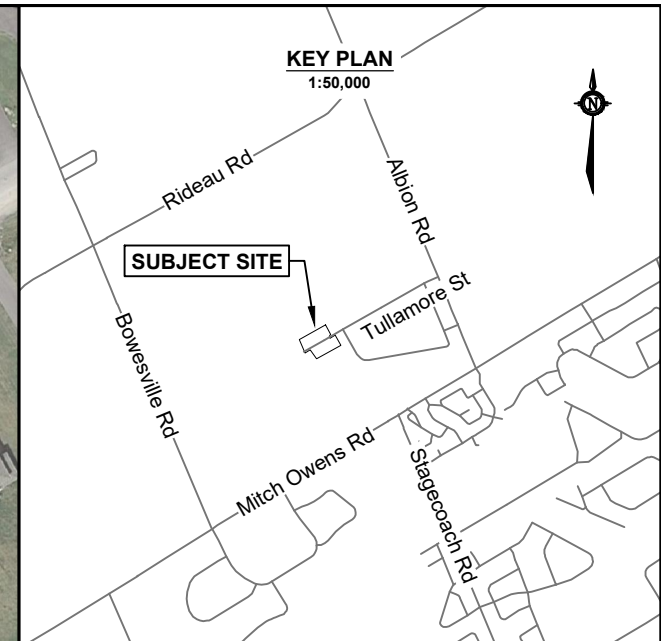 KEY PLAN
1:50,000
N
Rideau Rd
Albion Rd
SUBJECT SITE
Tullamore St
Bowesville Rd
Mitch Owens Rd
Stagecoach Rd